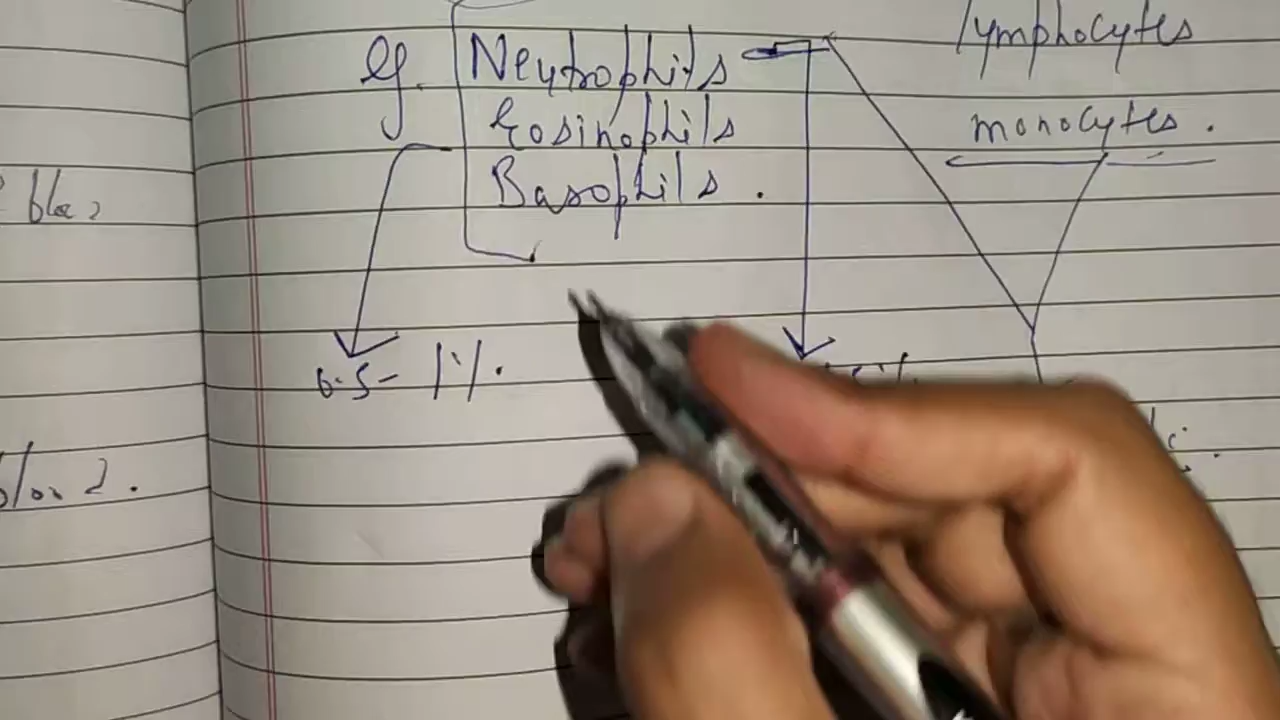 lymphocytes
eg. Neutrophils
Eosinophils
monocytes.
Basophils.
0.5- 1%.